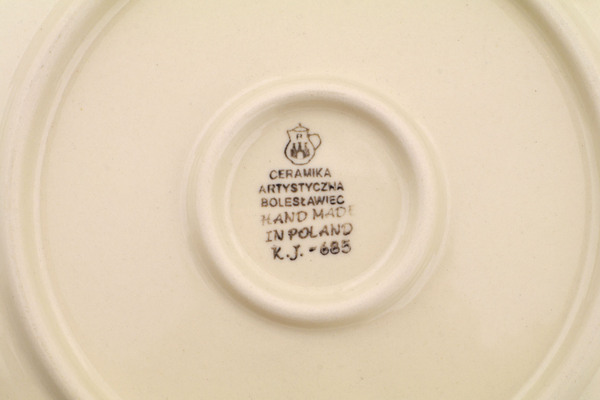 CERAMIKA
ARTYSTYCZNA
BOLESŁAWIEC
HAND MADE
IN POLAND
K.J. - 685